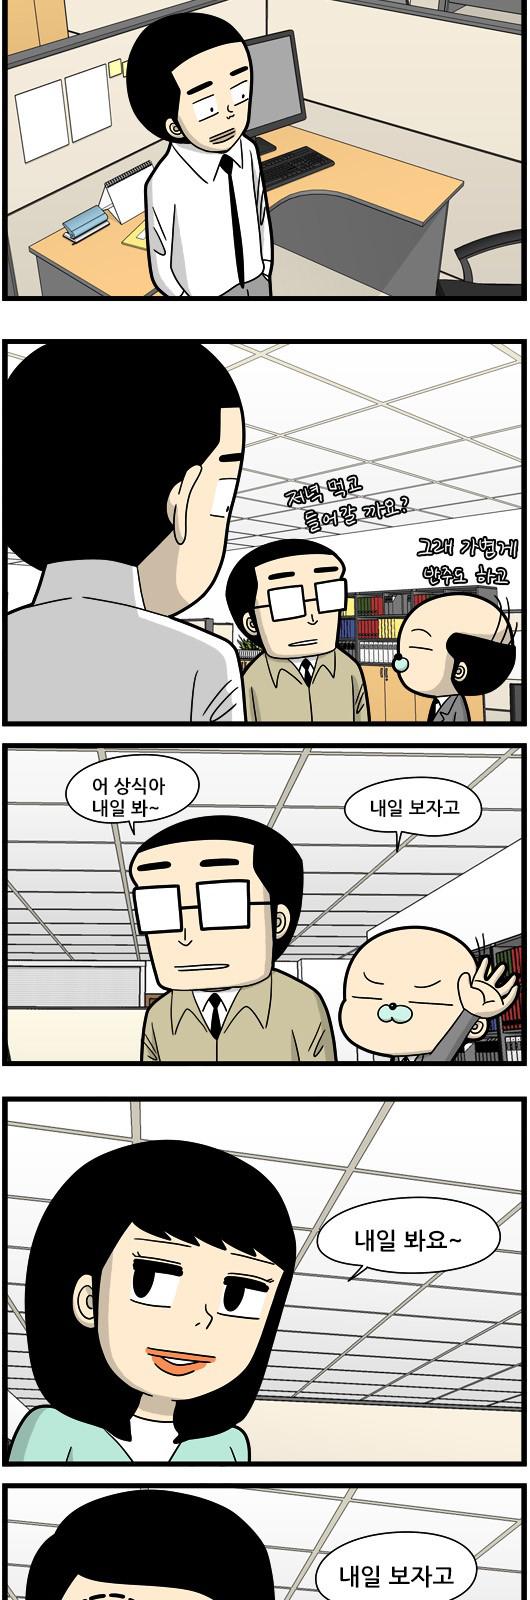 저녁 먹고
들어갈 까요?
그래 가볍게
반주도 하고
어 상식아
내일 봐~
내일 보자고
내일 봐요~
내일 보자고